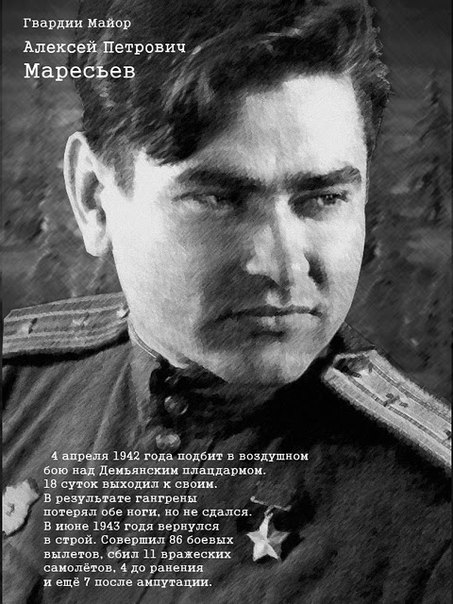 Гвардии Майор
Алексей Петрович
Маресьев
4 апреля 1942 года подбит в воздушном
бою над Демьянским плацдармом.
18 суток выходил к своим.
В результате гангрены
потерял обе ноги, но не сдался.
В июне 1943 годя вернулся
в строй. Совершил 86 боевых
вылетов, сбил 11 вражеских
самолётов, 4 до ранения
и ещё 7 после ампутации.